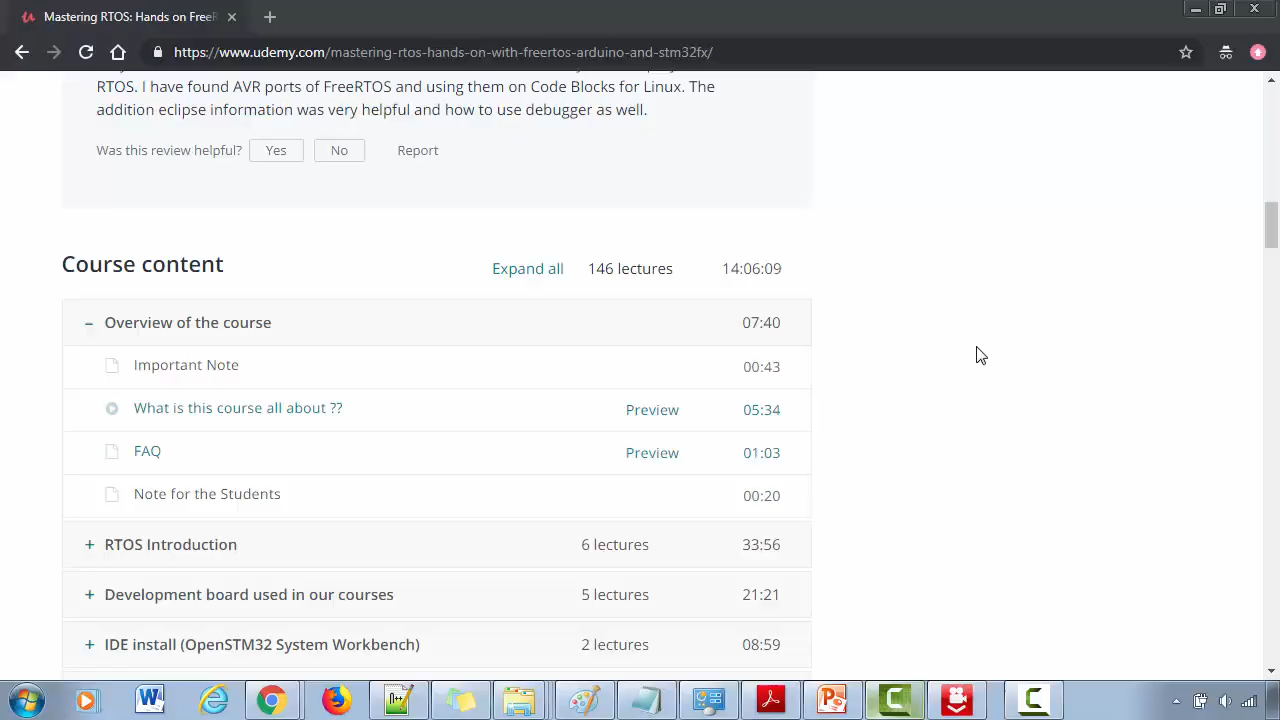 Mastering RTOS: Hands on FreeR
https://www.udemy.com/mastering-rtos-hands-on-with-freertos-arduino-and-stm32fx/
RTOS. I have found AVR ports of FreeRTOS and using them on Code Blocks for Linux. The
addition eclipse information was very helpful and how to use debugger as well.
Was this review helpful? Yes No Report
Course content Expand all 146 lectures 14:06:09
Overview of the course 07:40
Important Note 00:43
What is this course all about ?? Preview 05:34
FAQ Preview 01:03
Note for the Students 00:20
+ RTOS Introduction 6 lectures 33:56
+ Development board used in our courses 5 lectures 21:21
+ IDE install (OpenSTM32 System Workbench) 2 lectures 08:59